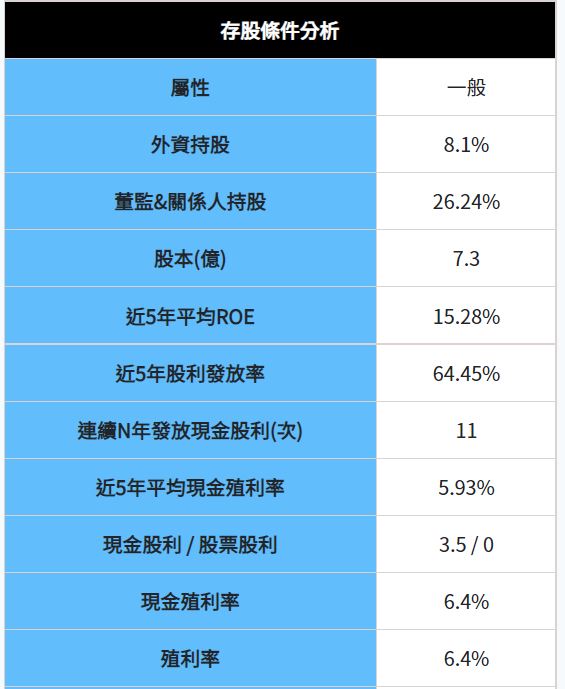 存股條件分析
屬性 一般
外資持股 8.1%
董監&關係人持股 26.24%
股本(億) 7.3
近5年平均ROE 15.28%
近5年股利發放率 64.45%
連續N年發放現金股利(次) 11
近5年平均現金殖利率 5.93%
現金股利 / 股票股利 3.5 / 0
現金殖利率 6.4%
殖利率 6.4%